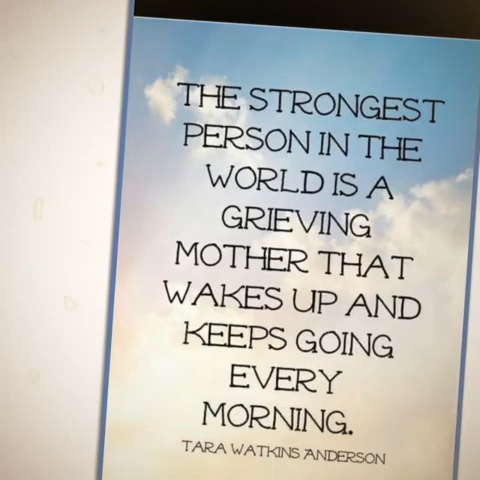 THE STRONGEST
PERSON IN THE
WORLD IS A
GRIEVING
MOTHER THAT
WAKES UP AND
KEEPS GOING
EVERY
MORNING.
TARA WATKINS ANDERSON